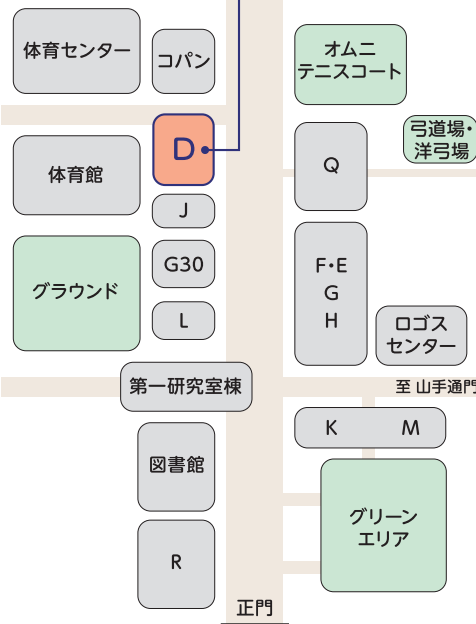 体育センター
コパン
オムニ
テニスコート
弓道場・
洋弓場
D
体育館
Q
J
G30
グラウンド
L
F・E
G
H
ロゴス
センター
第一研究室棟
至 山手通門
K
M
図書館
グリーン
エリア
R
正門